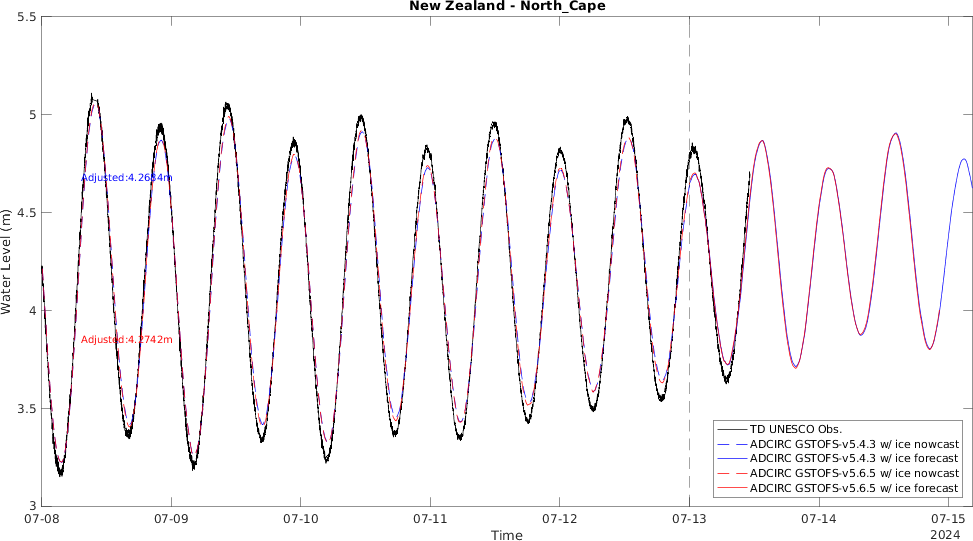 New Zealand - North_Cape
5.5
5
4.5
4
3.5
3
Water Level (m)
Adjusted:4.2684m
Adjusted:4.2742m
TD UNESCO Obs.
ADCIRC GSTOFS-v5.4.3 w/ ice nowcast
ADCIRC GSTOFS-v5.4.3 w/ ice forecast
ADCIRC GSTOFS-v5.6.5 w/ ice nowcast
ADCIRC GSTOFS-v5.6.5 w/ ice forecast
07-08 07-09 07-10 07-11 07-12 07-13 07-14 07-15
Time
2024